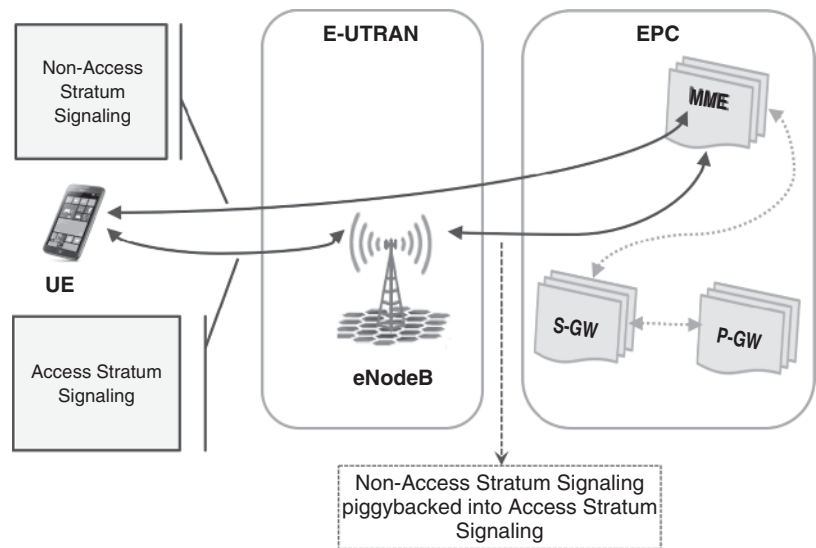 E-UTRAN
EPC
Non-Access
Stratum
Signaling
MME
UE
S-GW
P-GW
Access Stratum
Signaling
eNodeB
Non-Access Stratum Signaling
piggybacked into Access Stratum
Signaling